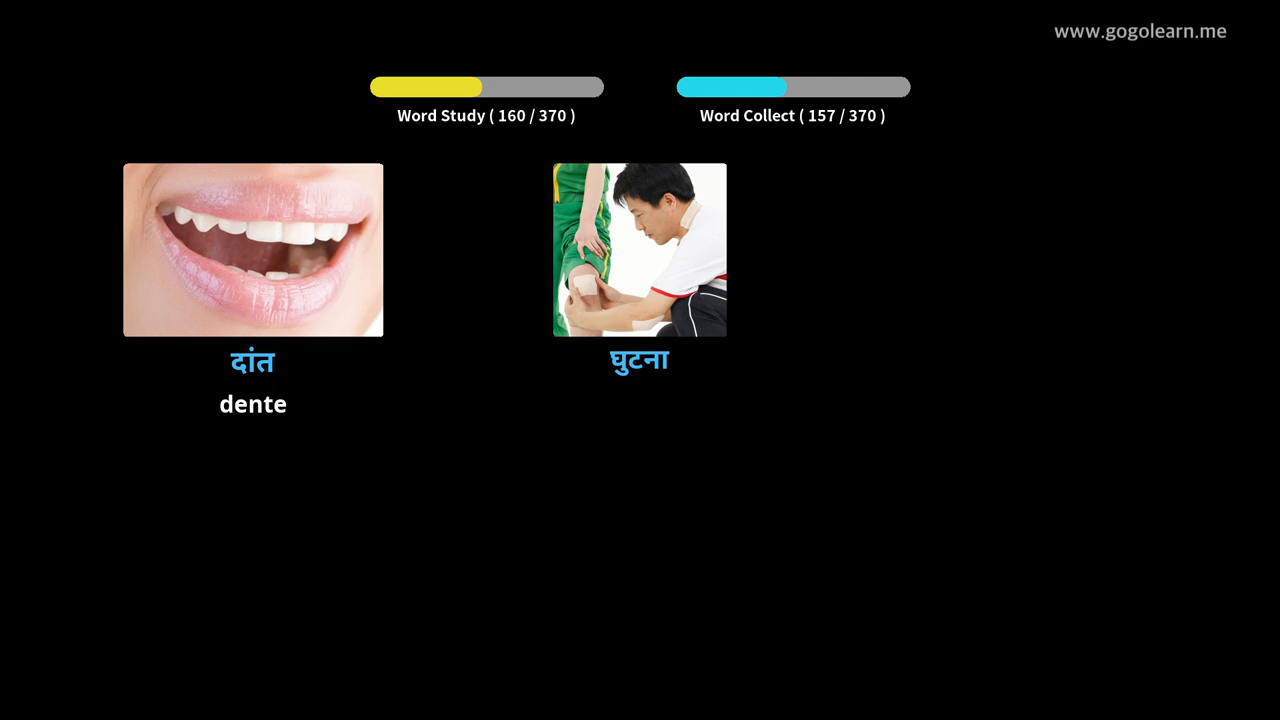 www.gogolearn.me
Word Study ( 160 / 370 )
Word Collect ( 157 / 370 )
दांत
घुटना
dente